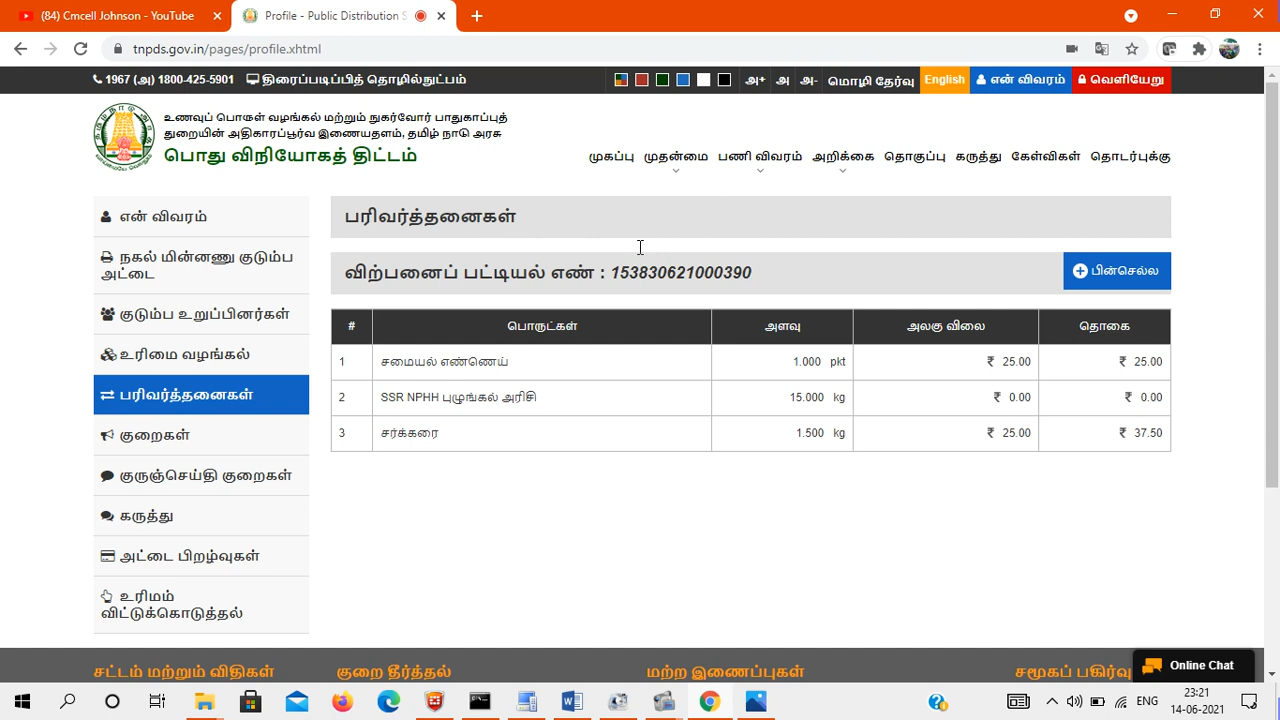 (84) Cmcell Johnson - YouTube
Profile - Public Distribution S
tnpds.gov.in/pages/profile.xhtml
1967 (அ) 1800-425-5901 திரைப்படிப்பித் தொழில்நுட்பம்
அ+ அ அ- மொழி தேர்வு English என் விவரம் வெளியேறு
உணவுப் பொருள் வழங்கல் மற்றும் நுகர்வோர் பாதுகாப்புத்
துறையின் அதிகாரப்பூர்வ இணையதளம், தமிழ் நாடு அரசு
பொது விநியோகத் திட்டம்
முகப்பு முதன்மை பணி விவரம் அறிக்கை தொகுப்பு கருத்து கேள்விகள் தொடர்புக்கு
என் விவரம்
நகல் மின்னணு குடும்ப
அட்டை
குடும்ப உறுப்பினர்கள்
உரிமை வழங்கல்
பரிவர்த்தனைகள்
குறைகள்
குருஞ்செய்தி குறைகள்
கருத்து
அட்டை பிறழ்வுகள்
உரிமம்
விட்டுக்கொடுத்தல்
பரிவர்த்தனைகள்
விற்பனைப் பட்டியல் எண் : 153830621000390
பின்செல்ல
# பொருட்கள் அளவு அலகு விலை தொகை
1 சமையல் எண்ணெய் 1.000 pkt ₹ 25.00 ₹ 25.00
2 SSR NPHH புழுங்கல் அரிசி 15.000 kg ₹ 0.00 ₹ 0.00
3 சர்க்கரை 1.500 kg ₹ 25.00 ₹ 37.50
சட்டம் மற்றும் விதிகள் குறை தீர்த்தல் மற்ற இணைப்புகள் சமூகப் பகிர்வு
Online Chat
ENG
23:21
14-06-2021